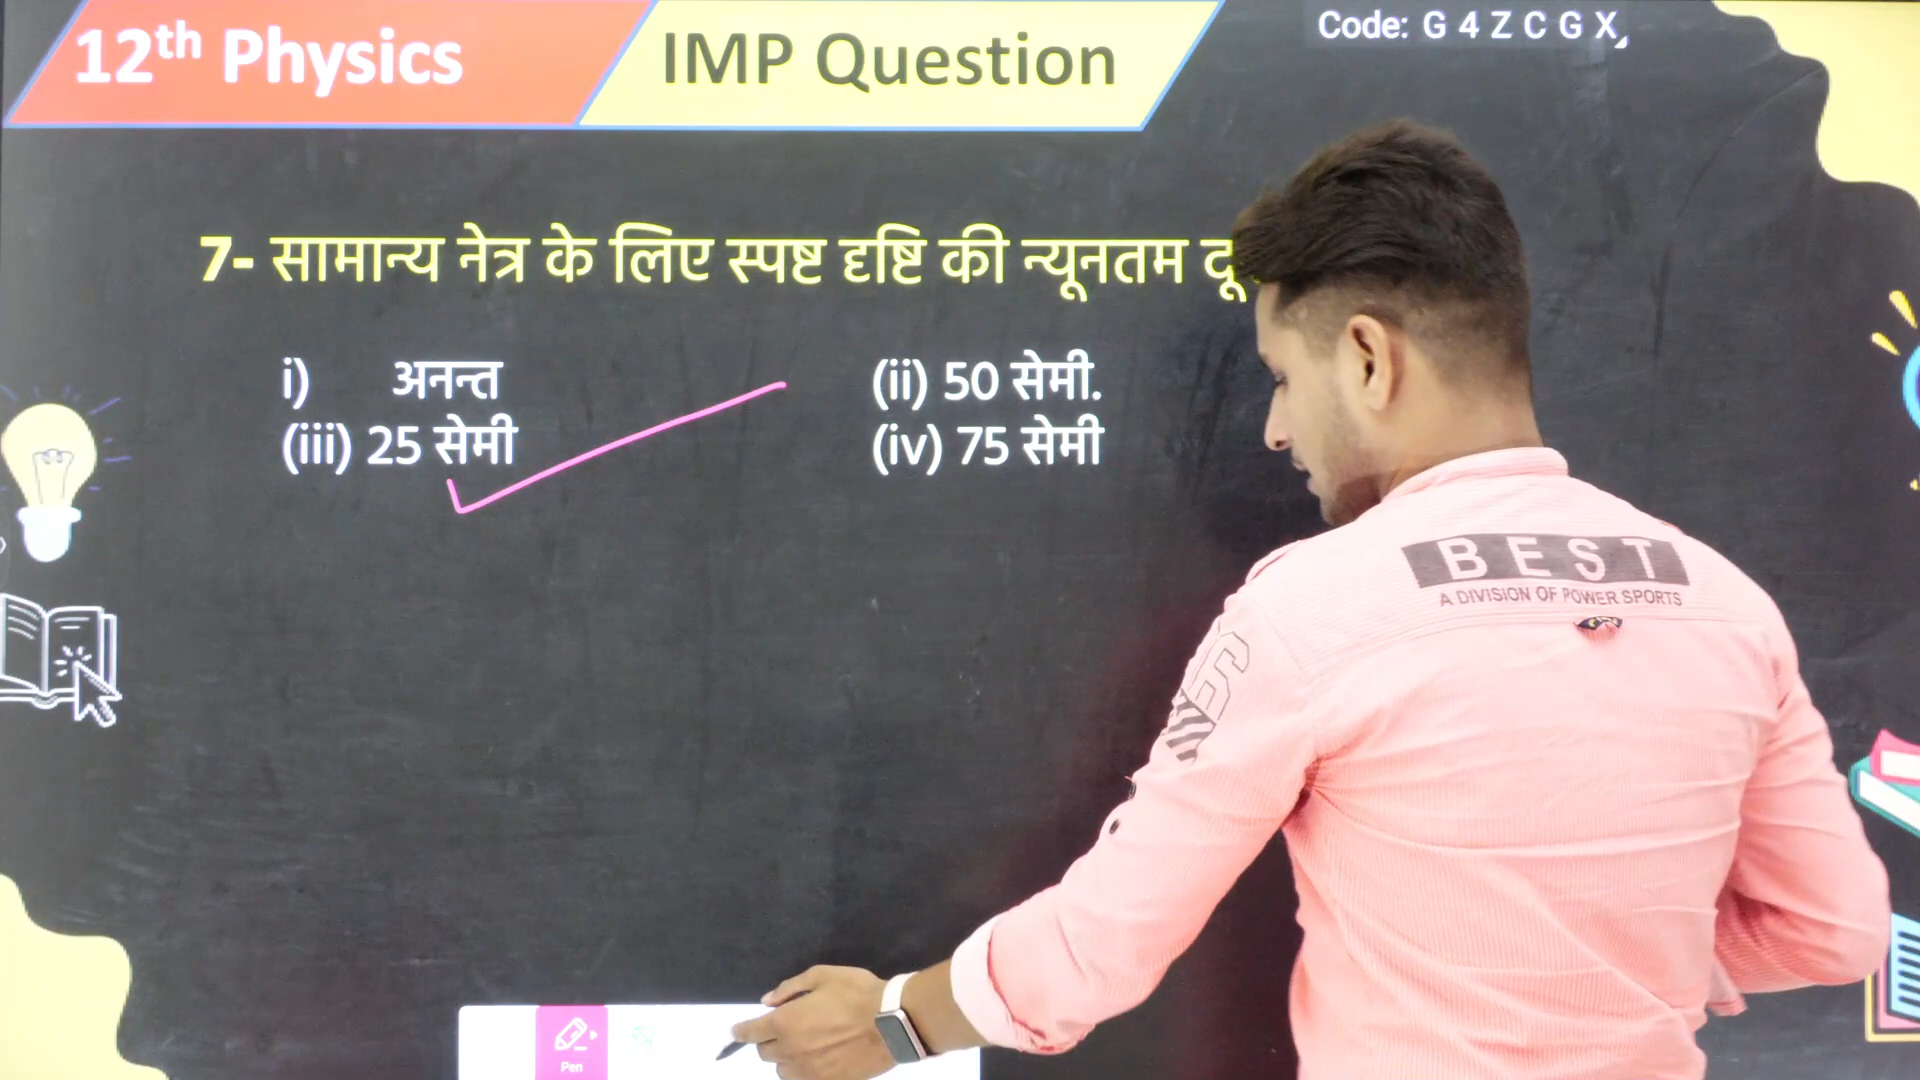 12th Physics
IMP Question
Code: G 4 Z C G X
7- सामान्य नेत्र के लिए स्पष्ट दृष्टि की न्यूनतम
i) अनन्त
(ii) 50 सेमी.
(iii) 25 सेमी
(iv) 75 सेमी
BEST
A DIVISION OF POWER SPORTS
Pen